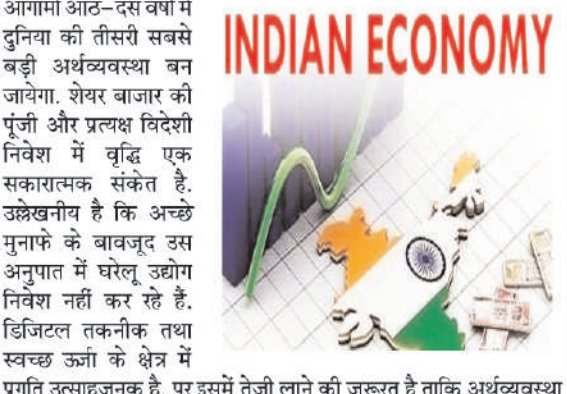 आगामी आठ–दस वर्षों में
दुनिया की तीसरी सबसे
बड़ी अर्थव्यवस्था बन
जायेगा. शेयर बाजार की
पूंजी और प्रत्यक्ष विदेशी
निवेश में वृद्धि एक
सकारात्मक संकेत है.
उल्लेखनीय है कि अच्छे
मुनाफे के बावजूद उस
अनुपात में घरेलू उद्योग
निवेश नहीं कर रहे हैं.
डिजिटल तकनीक तथा
स्वच्छ ऊर्जा के क्षेत्र में
प्रगति उत्साहजनक है, पर इसमें तेजी लाने की जरूरत है ताकि अर्थव्यवस्था
INDIAN ECONOMY